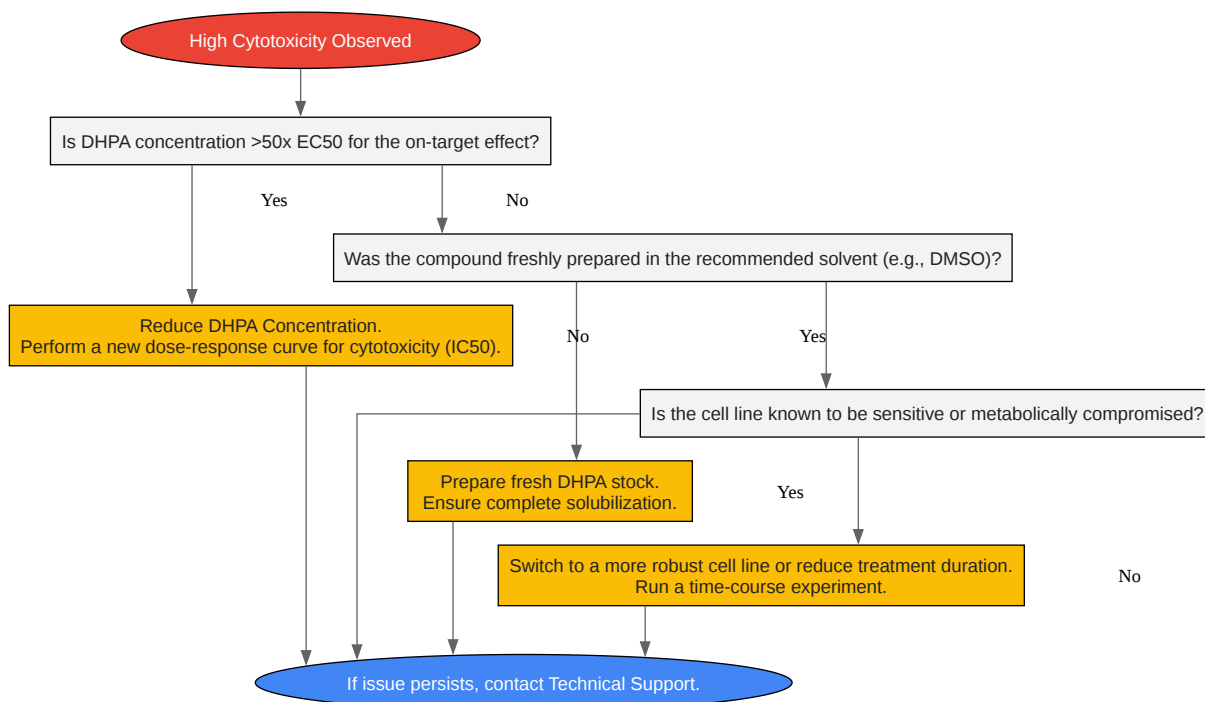 High Cytotoxicity Observed
Is DHPA concentration >50x EC50 for the on-target effect?
Yes
No
Was the compound freshly prepared in the recommended solvent (e.g., DMSO)?
Reduce DHPA Concentration.
Perform a new dose-response curve for cytotoxicity (IC50).
No
Yes
Is the cell line known to be sensitive or metabolically compromised?
Prepare fresh DHPA stock.
Ensure complete solubilization.
Yes
Switch to a more robust cell line or reduce treatment duration.
Run a time-course experiment.
No
If issue persists, contact Technical Support.